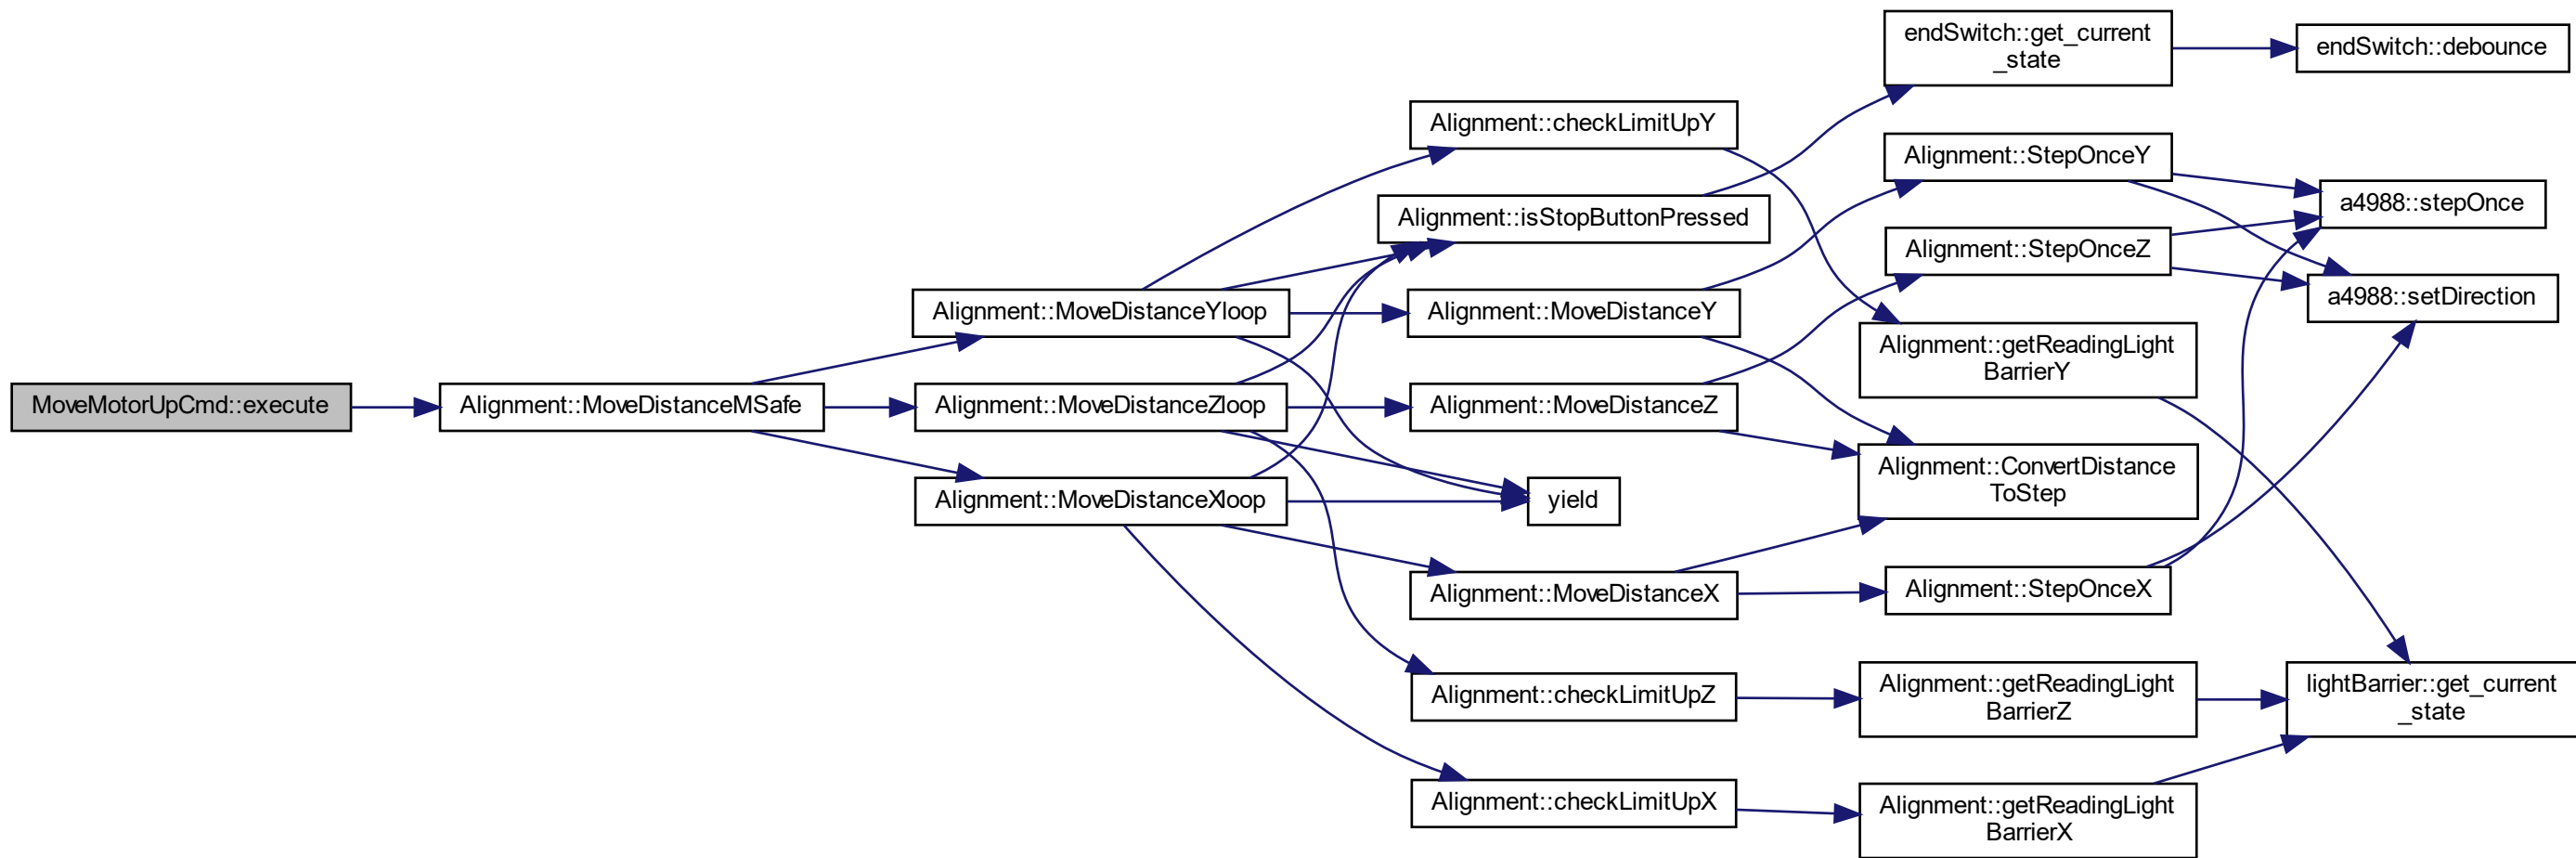 MoveMotorUpCmd::execute
Alignment::MoveDistanceMSafe
Alignment::MoveDistanceYloop
Alignment::MoveDistanceZloop
Alignment::MoveDistanceXloop
Alignment::checkLimitUpY
Alignment::isStopButtonPressed
Alignment::MoveDistanceY
Alignment::MoveDistanceZ
yield
Alignment::MoveDistanceX
Alignment::checkLimitUpZ
Alignment::checkLimitUpX
endSwitch::get_current
_state
Alignment::StepOnceY
Alignment::StepOnceZ
Alignment::getReadingLight
BarrierY
Alignment::ConvertDistance
ToStep
Alignment::StepOnceX
Alignment::getReadingLight
BarrierZ
Alignment::getReadingLight
BarrierX
endSwitch::debounce
a4988::stepOnce
a4988::setDirection
lightBarrier::get_current
_state